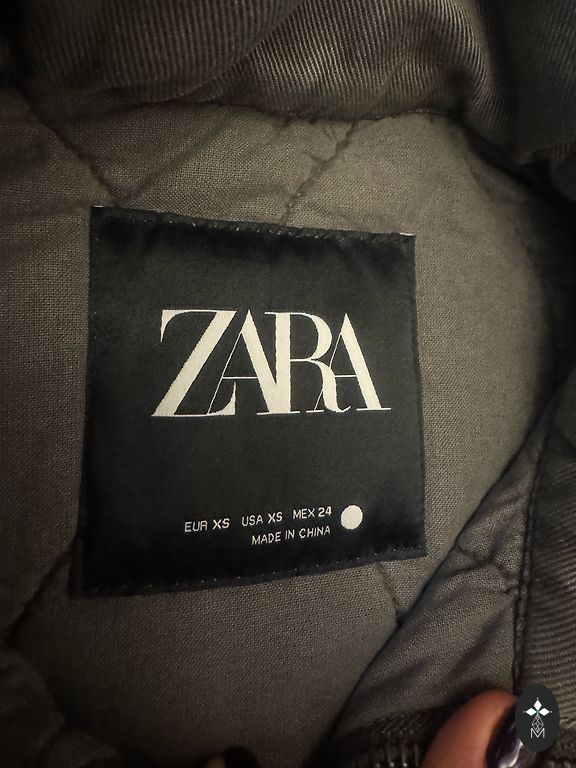 ZARA
EUR XS USA XS MEX 24
MADE IN CHINA
M